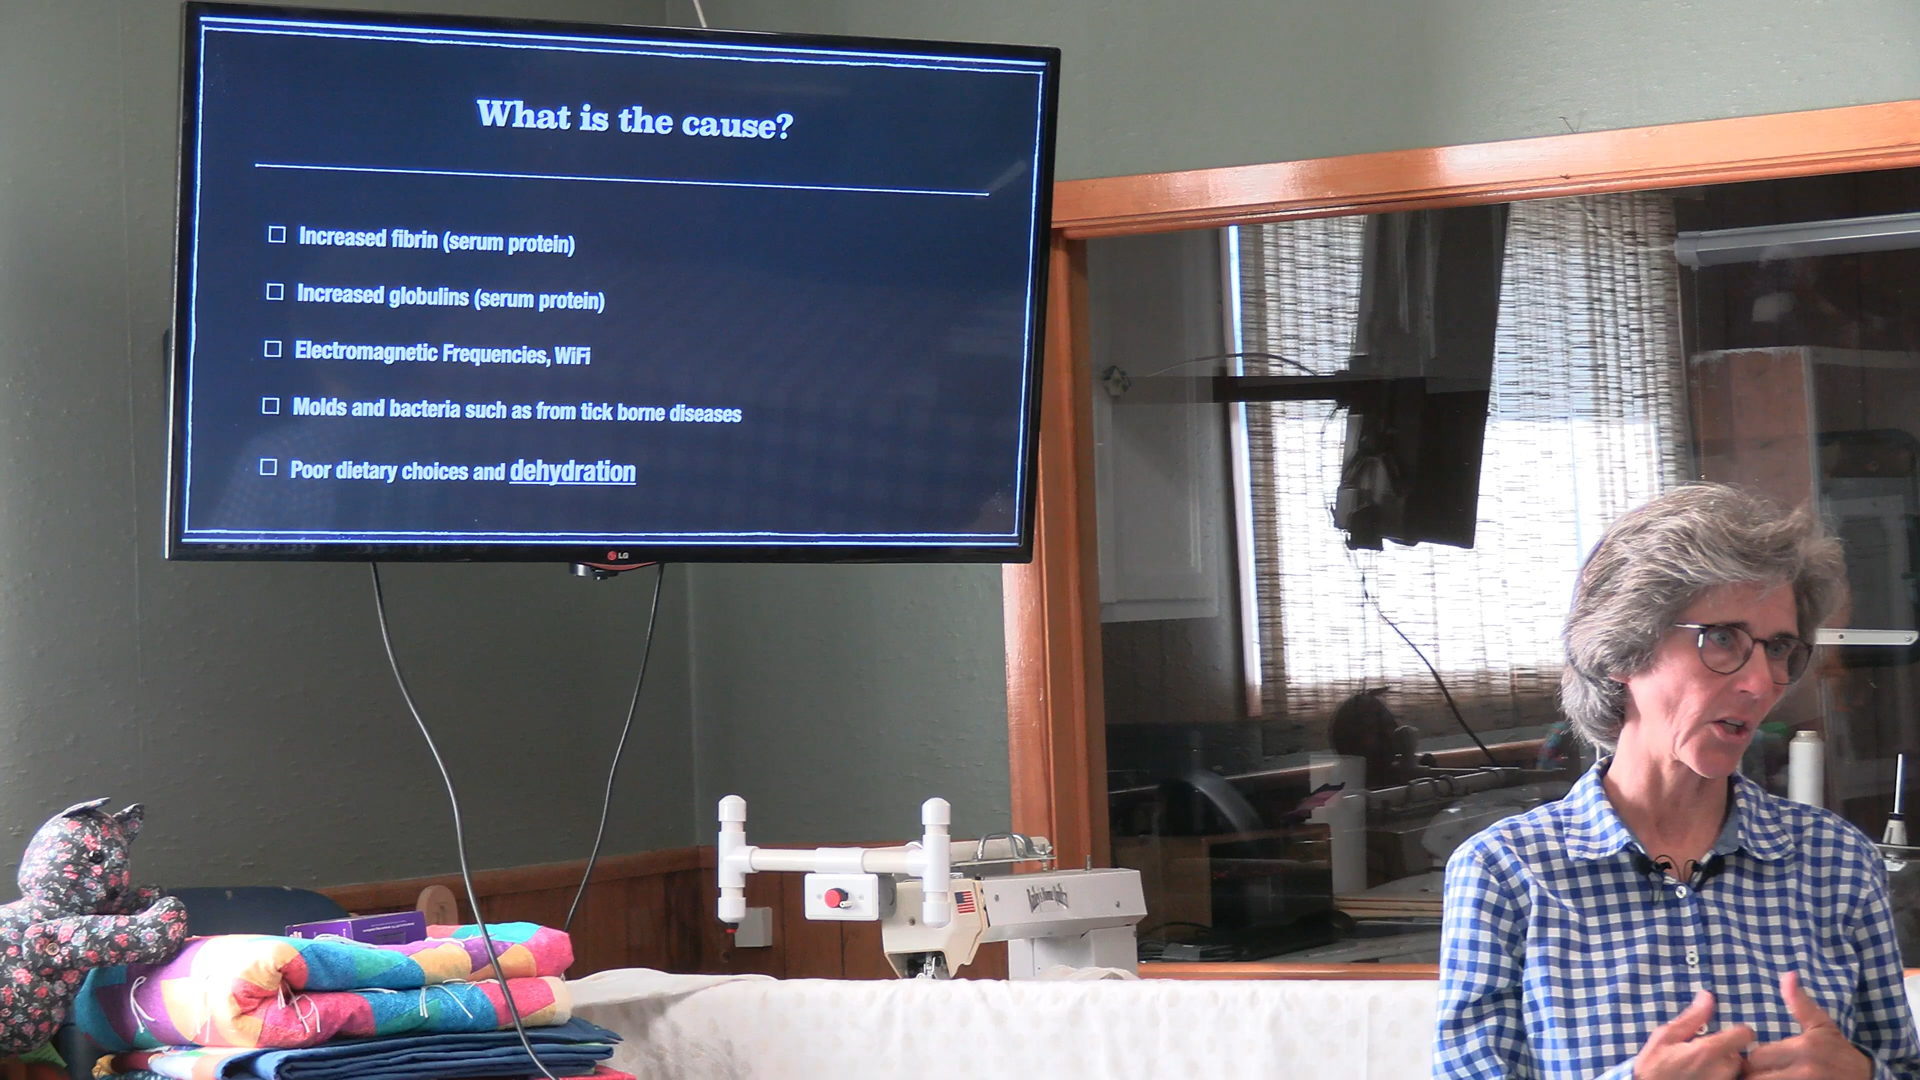 What is the cause?
☐ Increased fibrin (serum protein)
☐ Increased globulins (serum protein)
☐ Electromagnetic Frequencies, WiFi
☐ Molds and bacteria such as from tick borne diseases
☐ Poor dietary choices and dehydration
LG